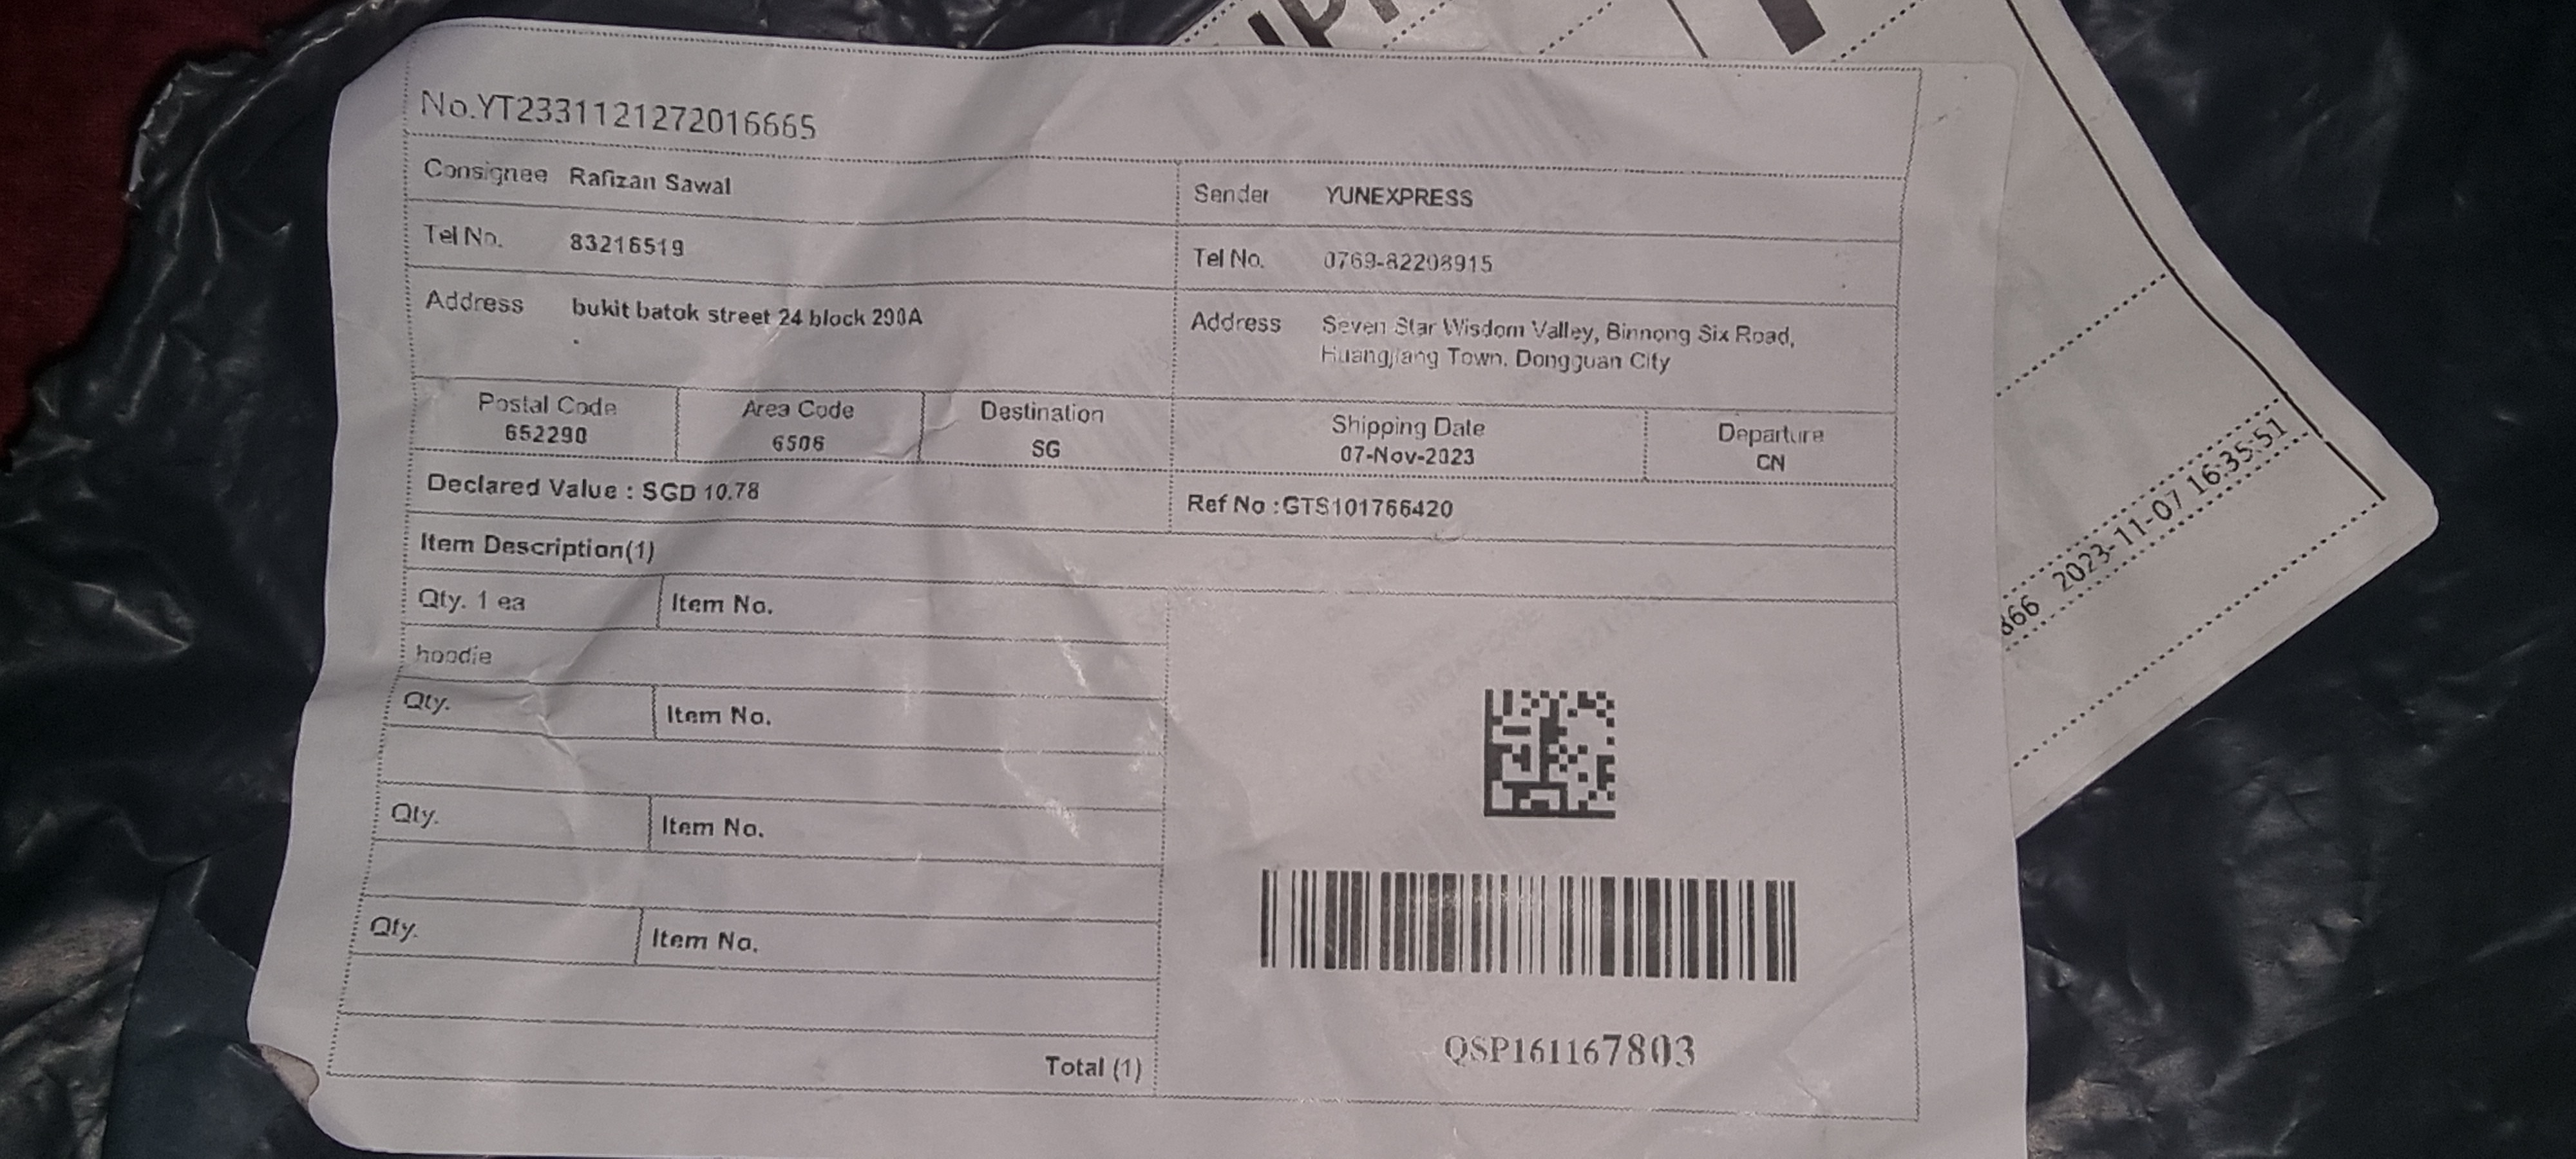 No.YT2331121272016665
Consignee Rafizan Sawal
Sender YUNEXPRESS
Tel No. 83216519
Tel No. 0769-82208915
Address bukit batok street 24 block 290A
.
Address Seven Star Wisdom Valley, Binnong Six Road,
Huangjiang Town, Dongguan City
Postal Code
652290
Area Code
6506
Destination
SG
Shipping Date
07-Nov-2023
Departure
CN
Declared Value : SGD 10.78
Ref No :GTS101766420
Item Description(1)
Qty. 1 ea Item No.
hoodie
Qty. Item No.
Qty. Item No.
Qty. Item No.
Total (1)
QSP161167803
866 2023-11-07 16:35:51